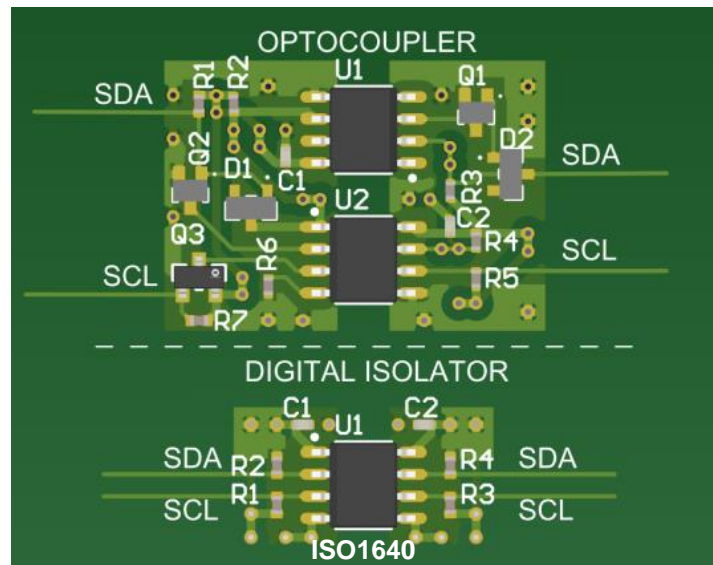 OPTOCOUPLER
R1 R2 U1 Q1
SDA
Q2 D1 C1 D2 SDA
U2 R3
C2
Q3 R6 R4
SCL
SCL R5
R7
DIGITAL ISOLATOR
C1 U1 C2
SDA R2 R4 SDA
R1 R3
SCL SCL
ISO1640